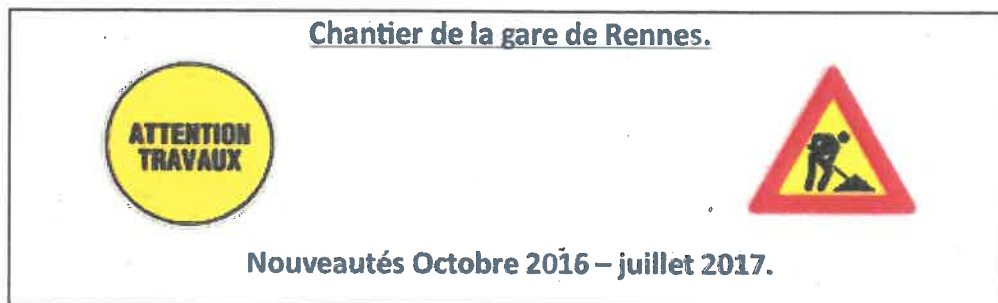 Chantier de la gare de Rennes.
ATTENTION
TRAVAUX
Nouveautés Octobre 2016 – juillet 2017.